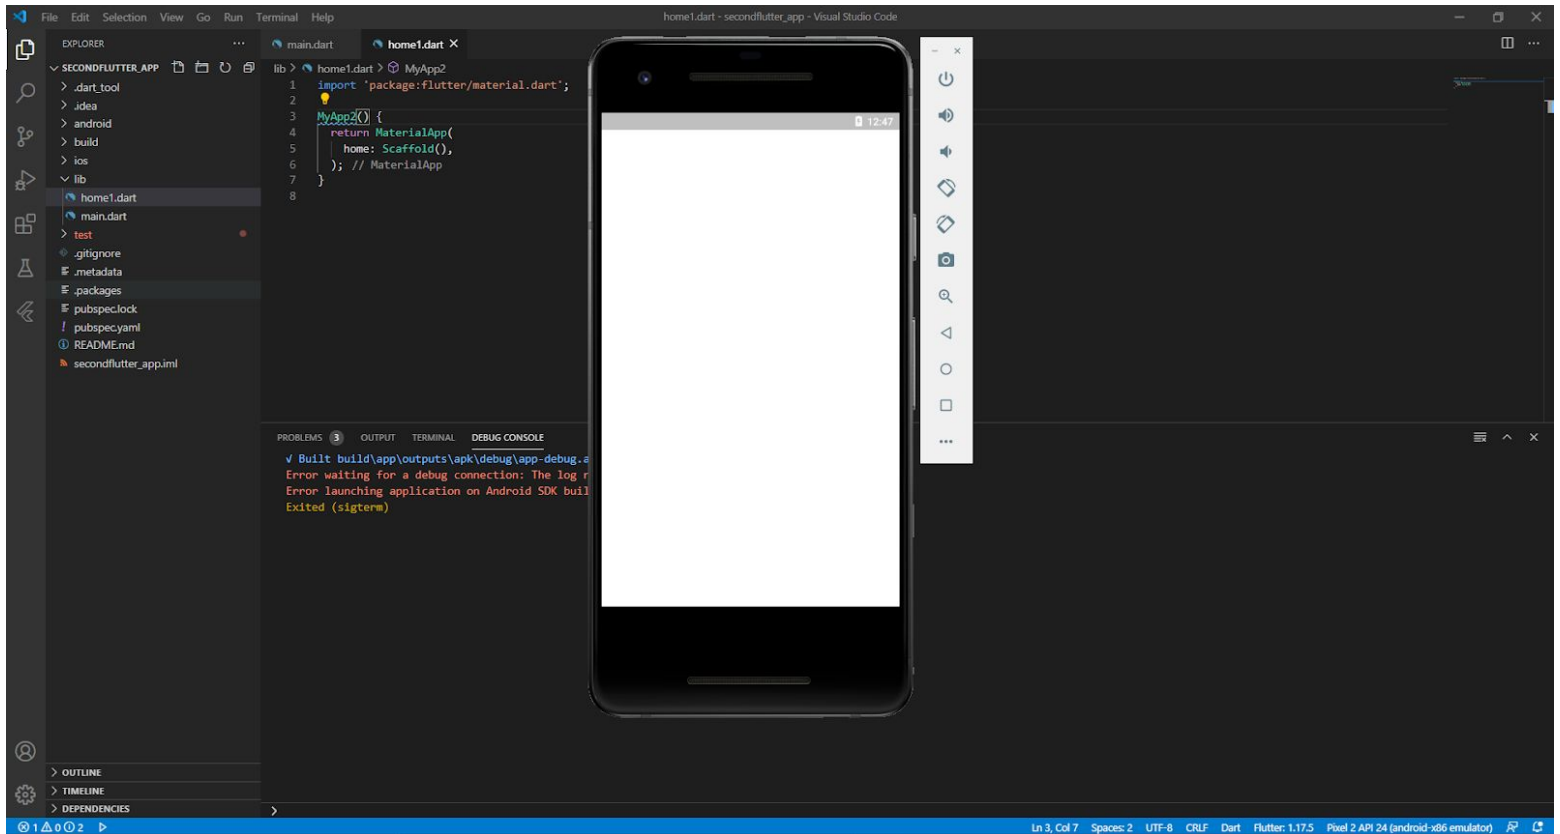 File Edit Selection View Go Run Terminal Help
home1.dart - secondflutter_app - Visual Studio Code
EXPLORER
main.dart
home1.dart
SECONDFLUTTER_APP
lib > home1.dart > MyApp2
.dart_tool
.idea
android
build
ios
lib
home1.dart
main.dart
test
.gitignore
.metadata
.packages
pubspec.lock
pubspec.yaml
README.md
secondflutter_app.iml
1 import 'package:flutter/material.dart';
2
3 MyApp2() {
4 return MaterialApp(
5 home: Scaffold(),
6 ); // MaterialApp
7 }
8
12:47
PROBLEMS 3 OUTPUT TERMINAL DEBUG CONSOLE
√ Built build\app\outputs\apk\debug\app-debug.a
Error waiting for a debug connection: The log r
Error launching application on Android SDK buil
Exited (sigterm)
OUTLINE
TIMELINE
DEPENDENCIES
1 0 2
Ln 3, Col 7 Spaces: 2 UTF-8 CRLF Dart Flutter: 1.17.5 Pixel 2 API 24 (android-x86 emulator)